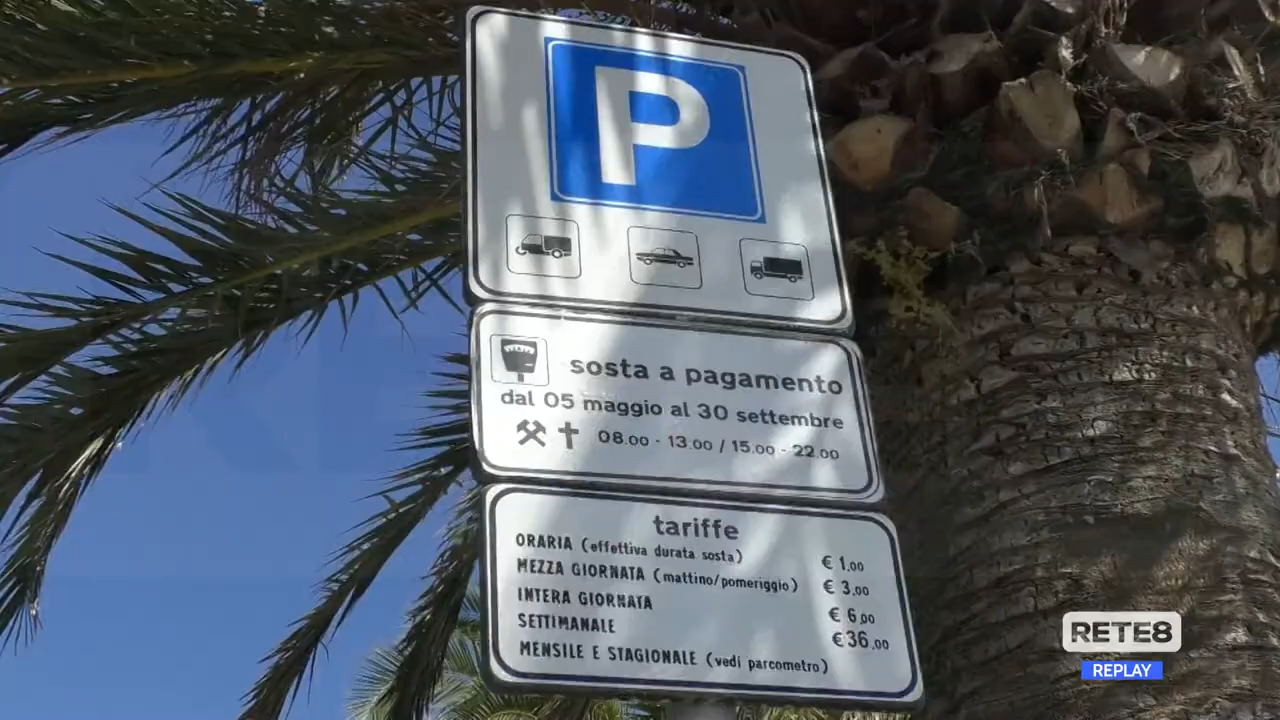 P
sosta a pagamento
dal 05 maggio al 30 settembre
08.00 - 13.00 / 15.00 - 22.00
tariffe
ORARIA (effettiva durata sosta) € 1,00
MEZZA GIORNATA (mattino/pomeriggio) € 3,00
INTERA GIORNATA € 6,00
SETTIMANALE € 36,00
MENSILE E STAGIONALE (vedi parcometro)
RETE8
REPLAY